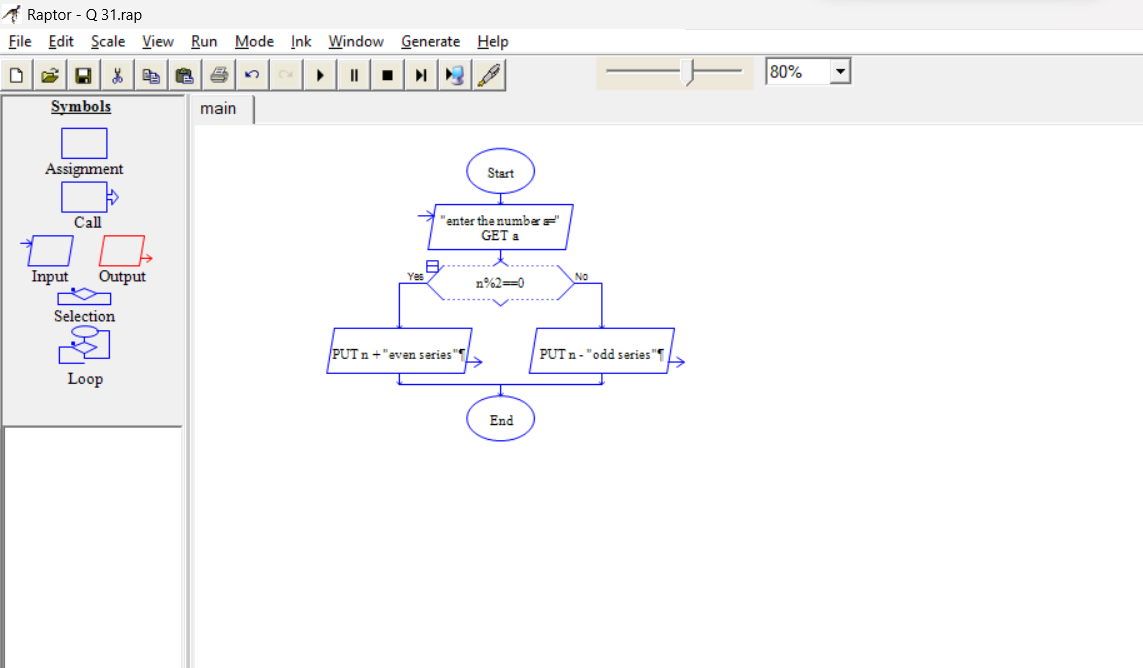 Raptor - Q 31.rap
File Edit Scale View Run Mode Ink Window Generate Help
80%
Symbols
Assignment
Call
Input Output
Selection
Loop
main
Start
"enter the number a="
GET a
Yes
n%2==0
No
PUT n + "even series"¶
PUT n - "odd series"¶
End